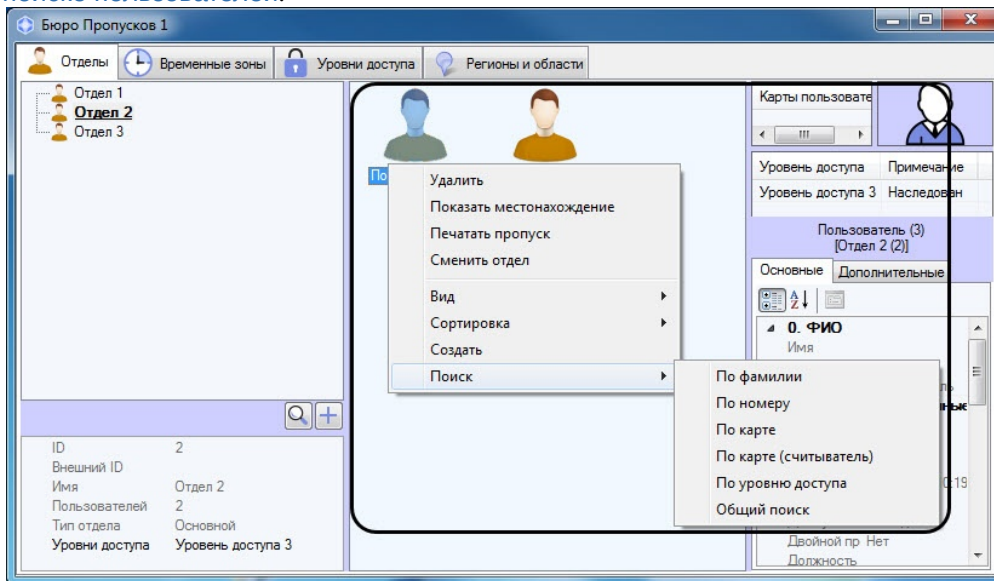 поиске пользователей.
Бюро Пропусков 1
Отделы Временные зоны Уровни доступа Регионы и области
Отдел 1
Отдел 2
Отдел 3
ID 2
Внешний ID
Имя Отдел 2
Пользователей 2
Тип отдела Основной
Уровни доступа Уровень доступа 3
По
Удалить
Показать местонахождение
Печатать пропуск
Сменить отдел
Вид
Сортировка
Создать
Поиск
По фамилии
По номеру
По карте
По карте (считыватель)
По уровню доступа
Общий поиск
Карты пользовате
Уровень доступа Примечание
Уровень доступа 3 Наследован
Пользователь (3)
[Отдел 2 (2)]
Основные Дополнительные
0. ФИО
Имя
:19
Двойной пр Нет
Должность